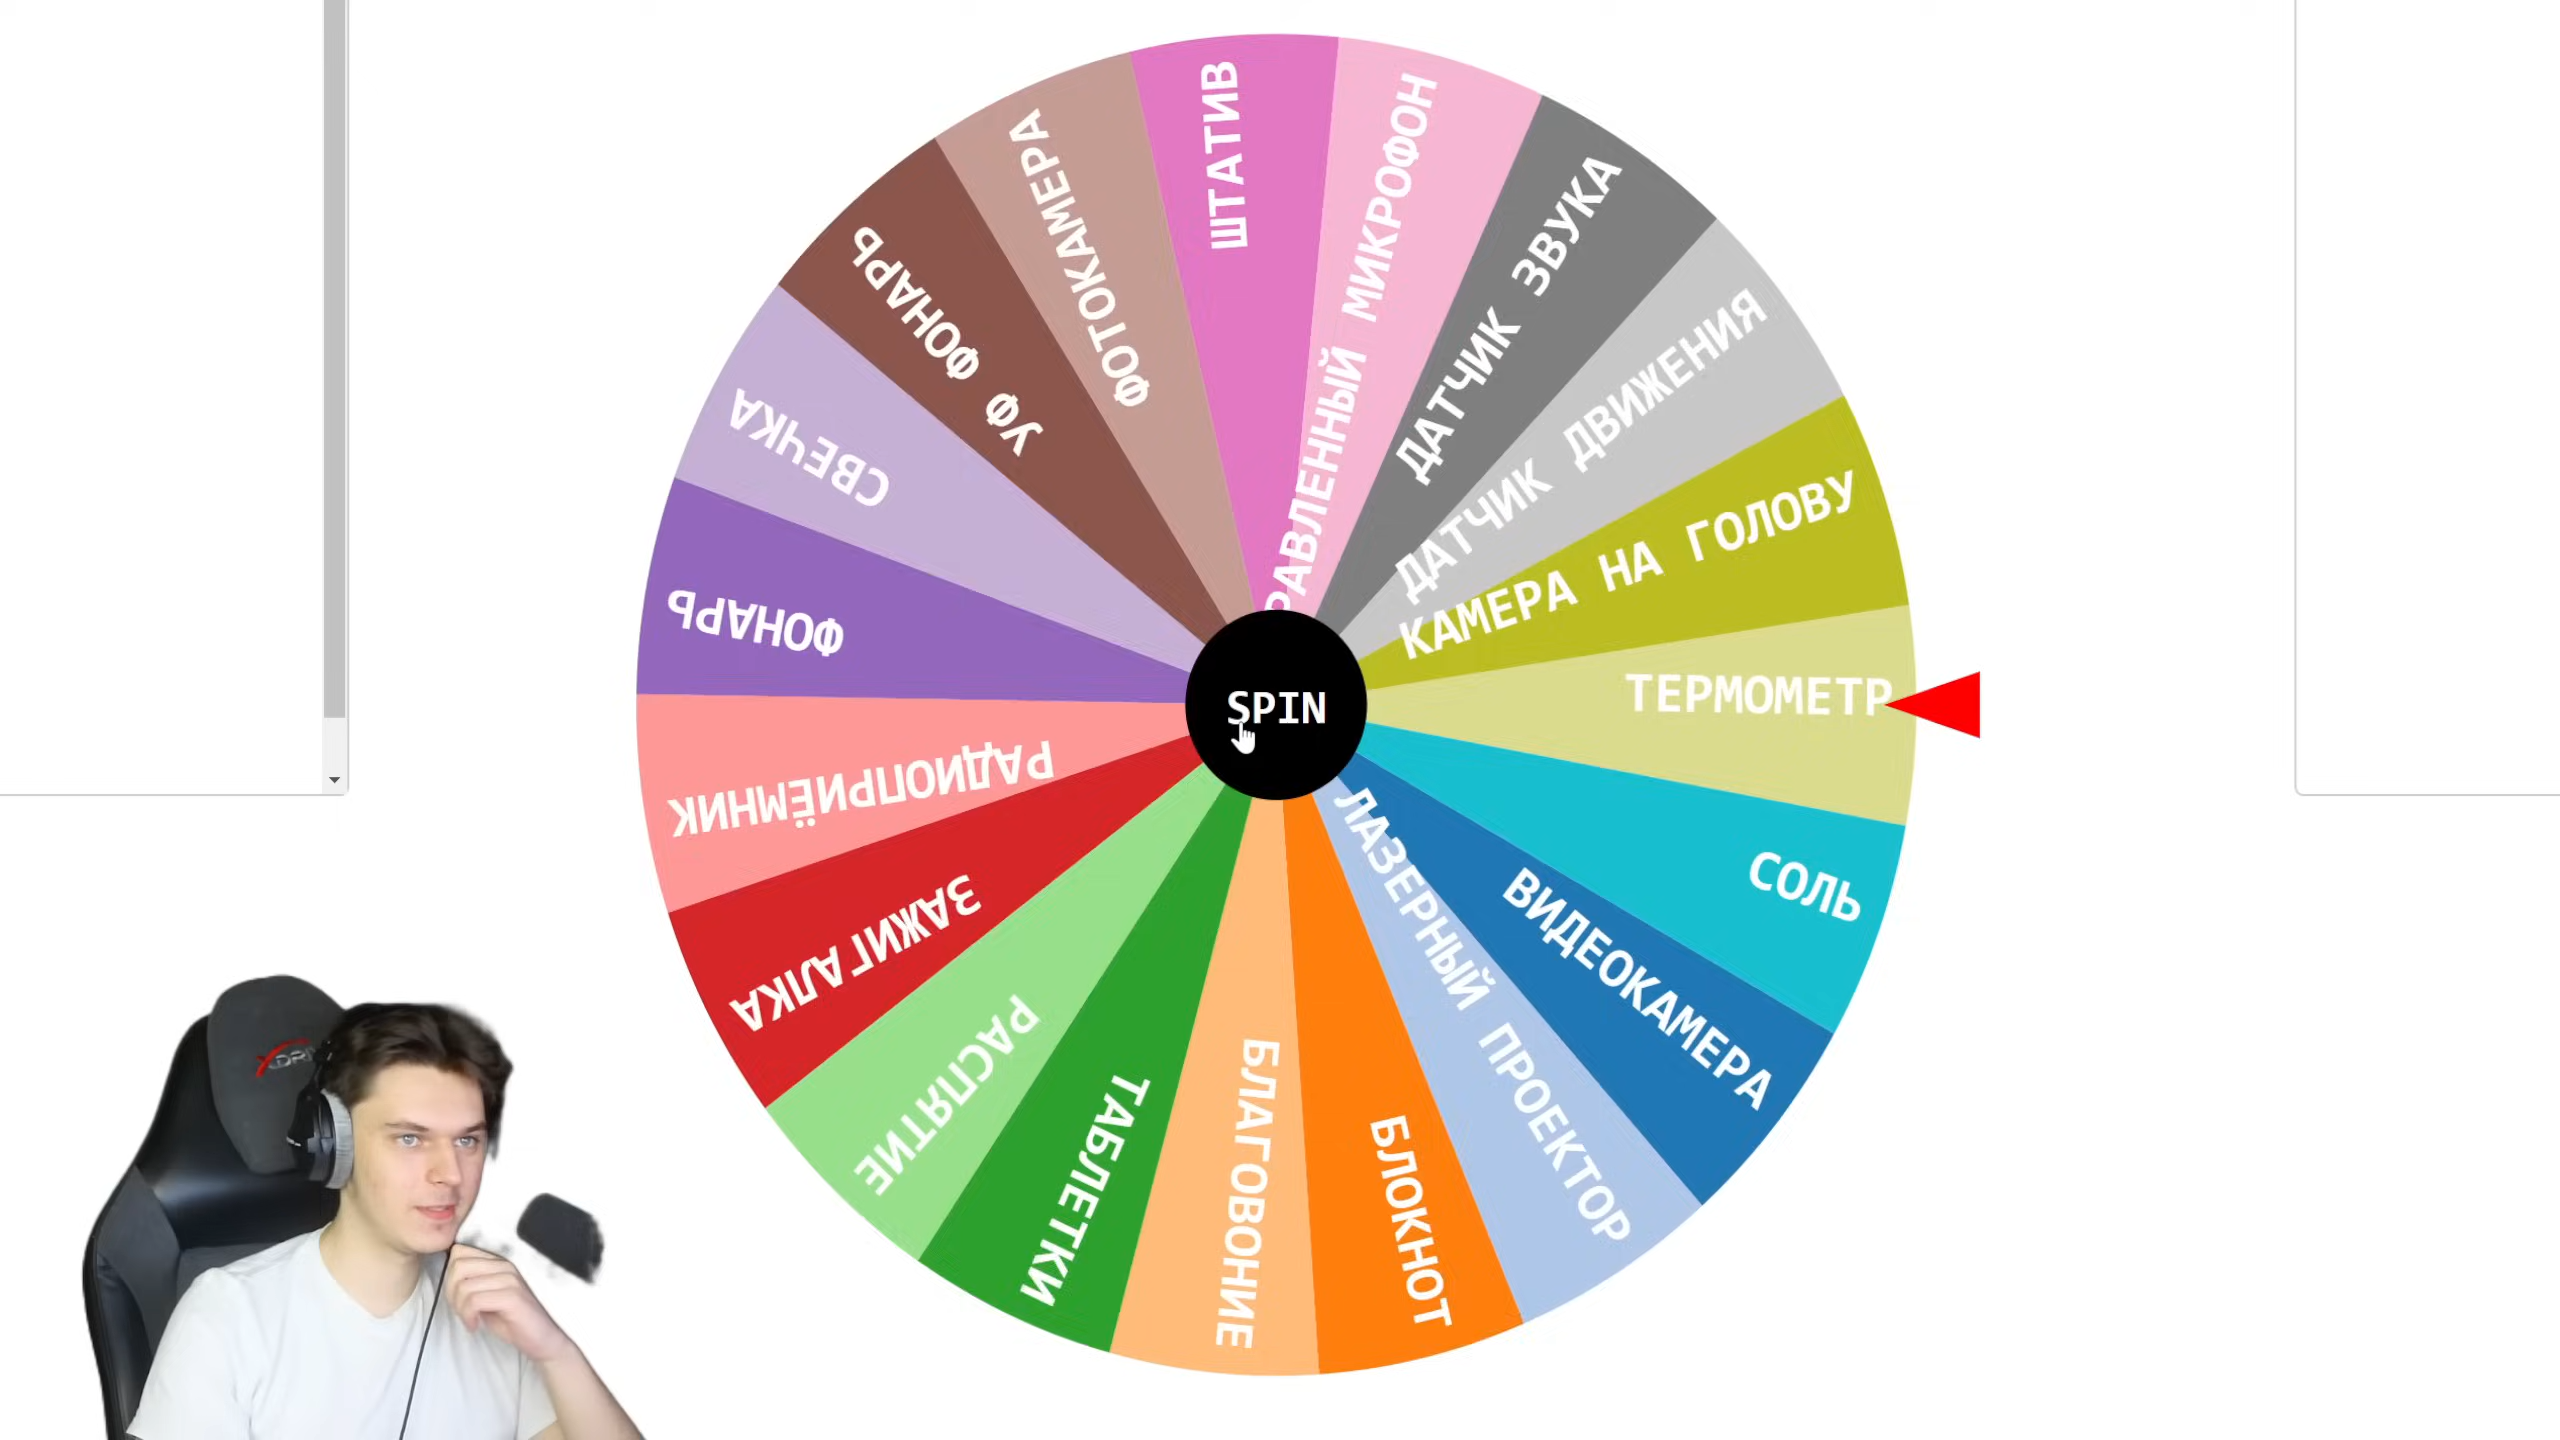 ШТАТИВ
МИКРОФОН
ДАТЧИК ЗВУКА
ДАТЧИК ДВИЖЕНИЯ
КАМЕРА НА ГОЛОВУ
ТЕРМОМЕТР
СОЛЬ
ВИДЕОКАМЕРА
ЛАЗЕРНЫЙ ПРОЕКТОР
БЛОКНОТ
БЛАГОВОНИЕ
ТАБЛЕТКИ
РАСПЯТИЕ
ЗАЖИГАЛКА
РАДИОПРИЁМНИК
ФОНАРЬ
СВЕЧКА
УФ ФОНАРЬ
ФОТОКАМЕРА
SPIN